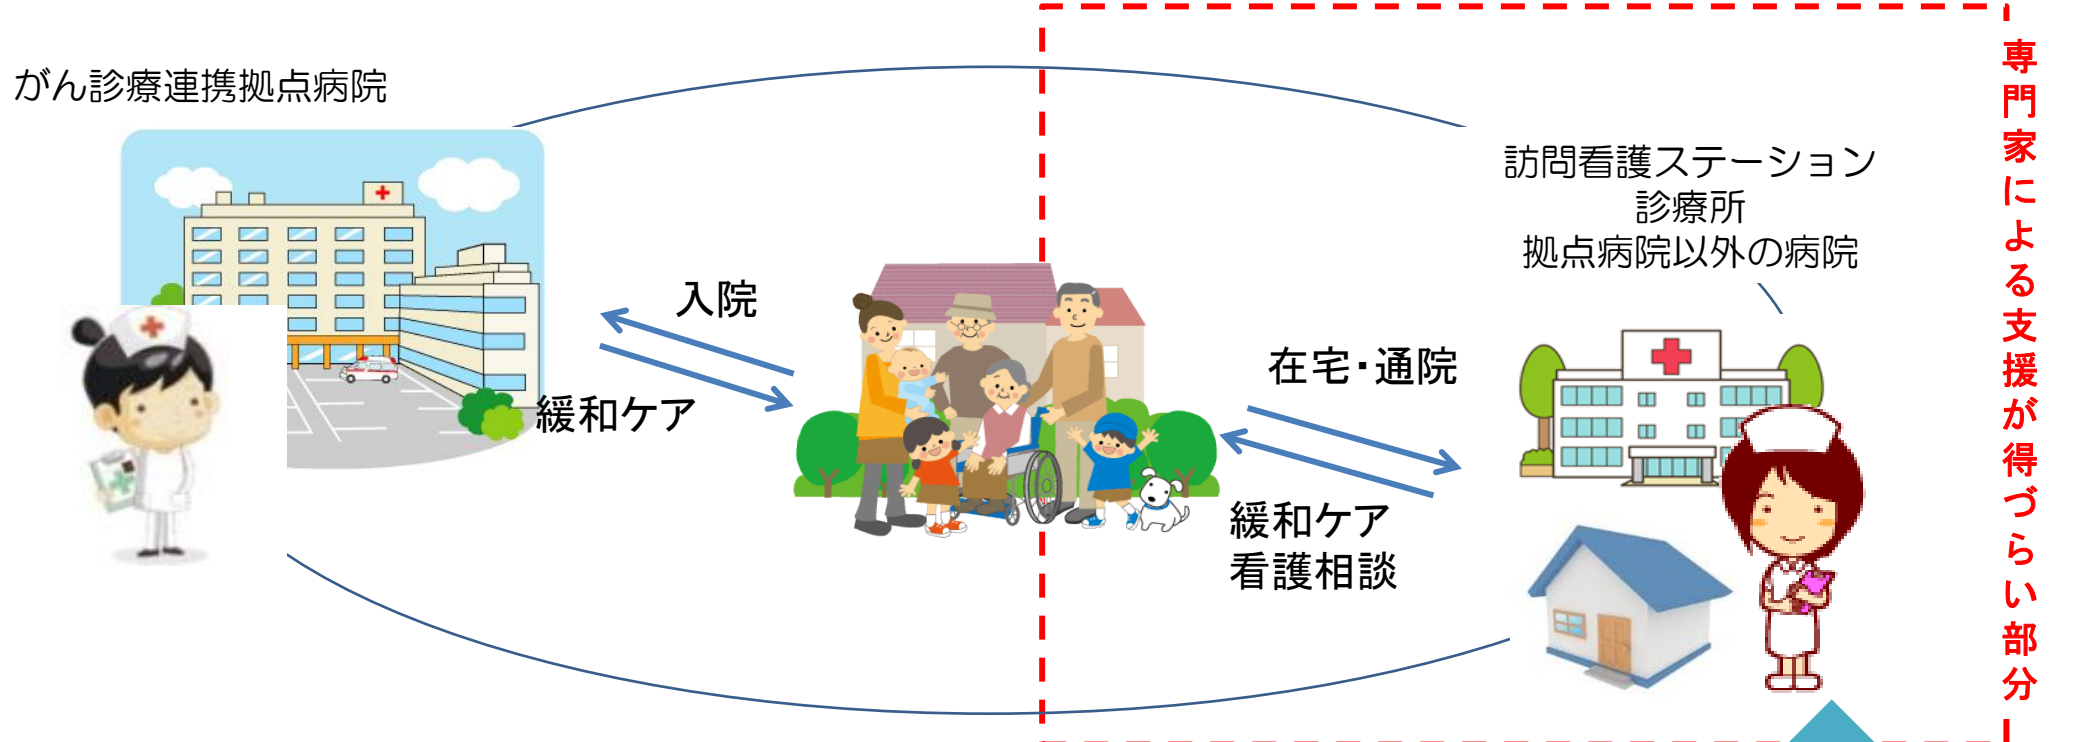 がん診療連携拠点病院
訪問看護ステーション
診療所
拠点病院以外の病院
入院
緩和ケア
在宅・通院
緩和ケア
看護相談
専門家による支援が得づらい部分